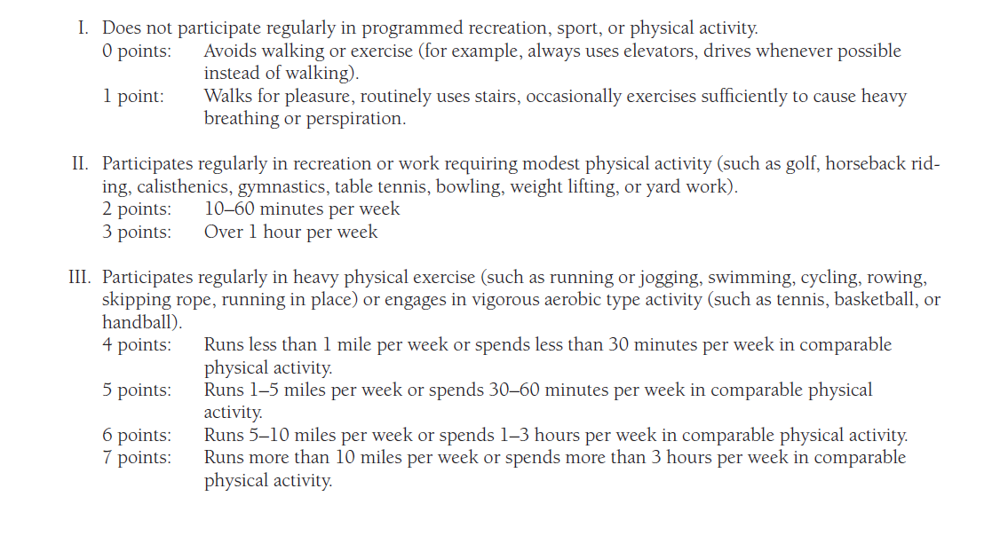 I. Does not participate regularly in programmed recreation, sport, or physical activity.
0 points: Avoids walking or exercise (for example, always uses elevators, drives whenever possible
instead of walking).
1 point: Walks for pleasure, routinely uses stairs, occasionally exercises sufficiently to cause heavy
breathing or perspiration.
II. Participates regularly in recreation or work requiring modest physical activity (such as golf, horseback rid-
ing, calisthenics, gymnastics, table tennis, bowling, weight lifting, or yard work).
2 points: 10–60 minutes per week
3 points: Over 1 hour per week
III. Participates regularly in heavy physical exercise (such as running or jogging, swimming, cycling, rowing,
skipping rope, running in place) or engages in vigorous aerobic type activity (such as tennis, basketball, or
handball).
4 points: Runs less than 1 mile per week or spends less than 30 minutes per week in comparable
physical activity.
5 points: Runs 1–5 miles per week or spends 30–60 minutes per week in comparable physical
activity.
6 points: Runs 5–10 miles per week or spends 1–3 hours per week in comparable physical activity.
7 points: Runs more than 10 miles per week or spends more than 3 hours per week in comparable
physical activity.